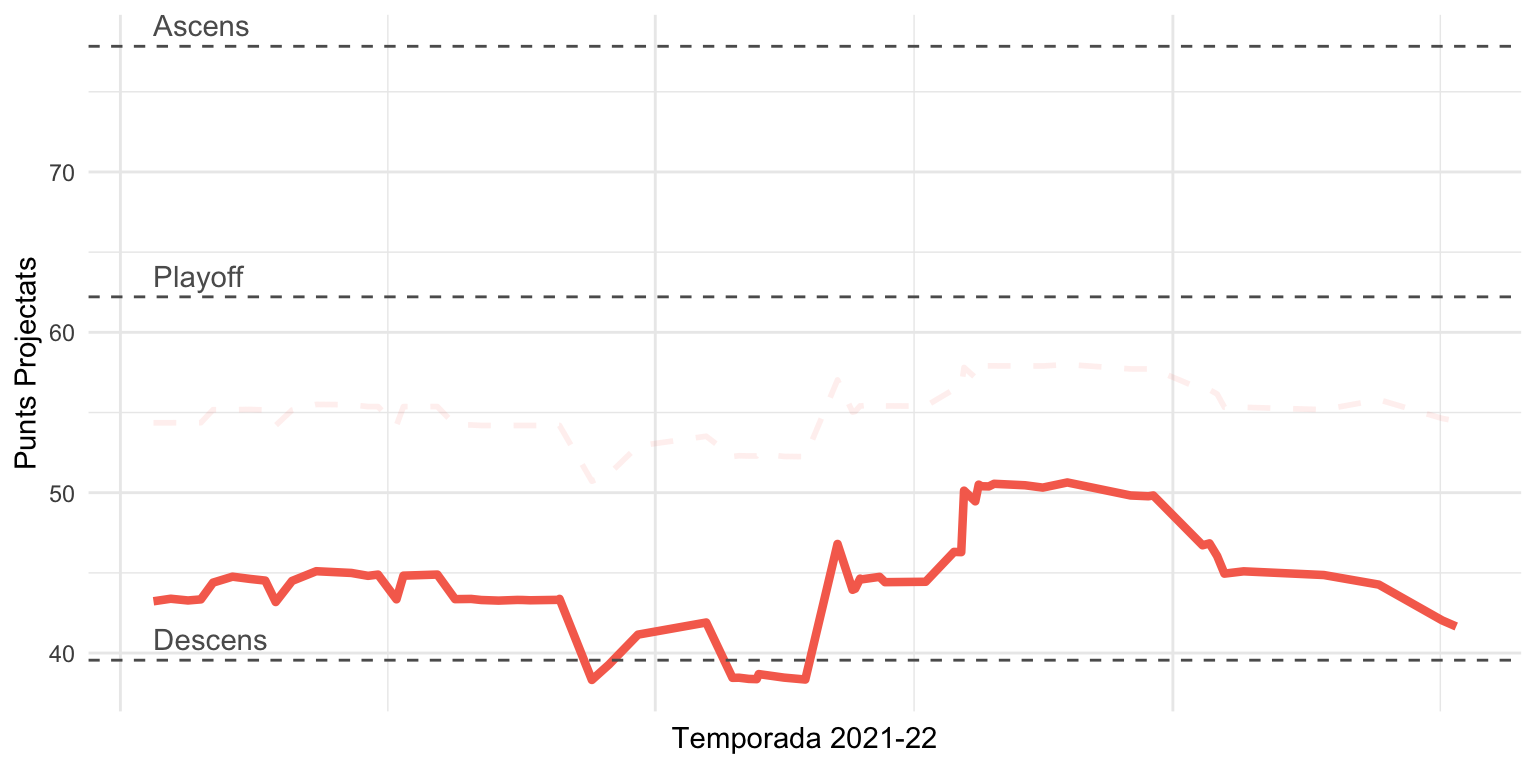 Ascens
70
Playoff
60
Punts Projectats
50
Descens
40
Temporada 2021-22